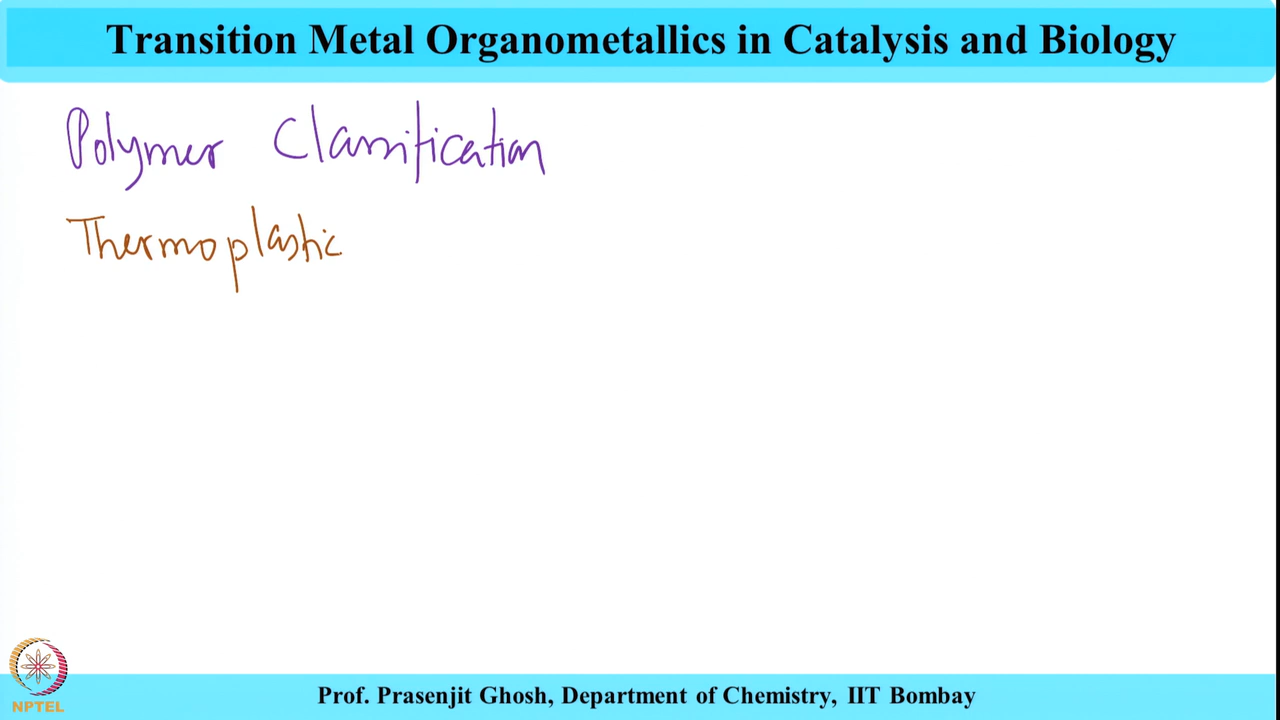 Transition Metal Organometallics in Catalysis and Biology
Polymer Classification
Thermoplastic
NPTEL
Prof. Prasenjit Ghosh, Department of Chemistry, IIT Bombay